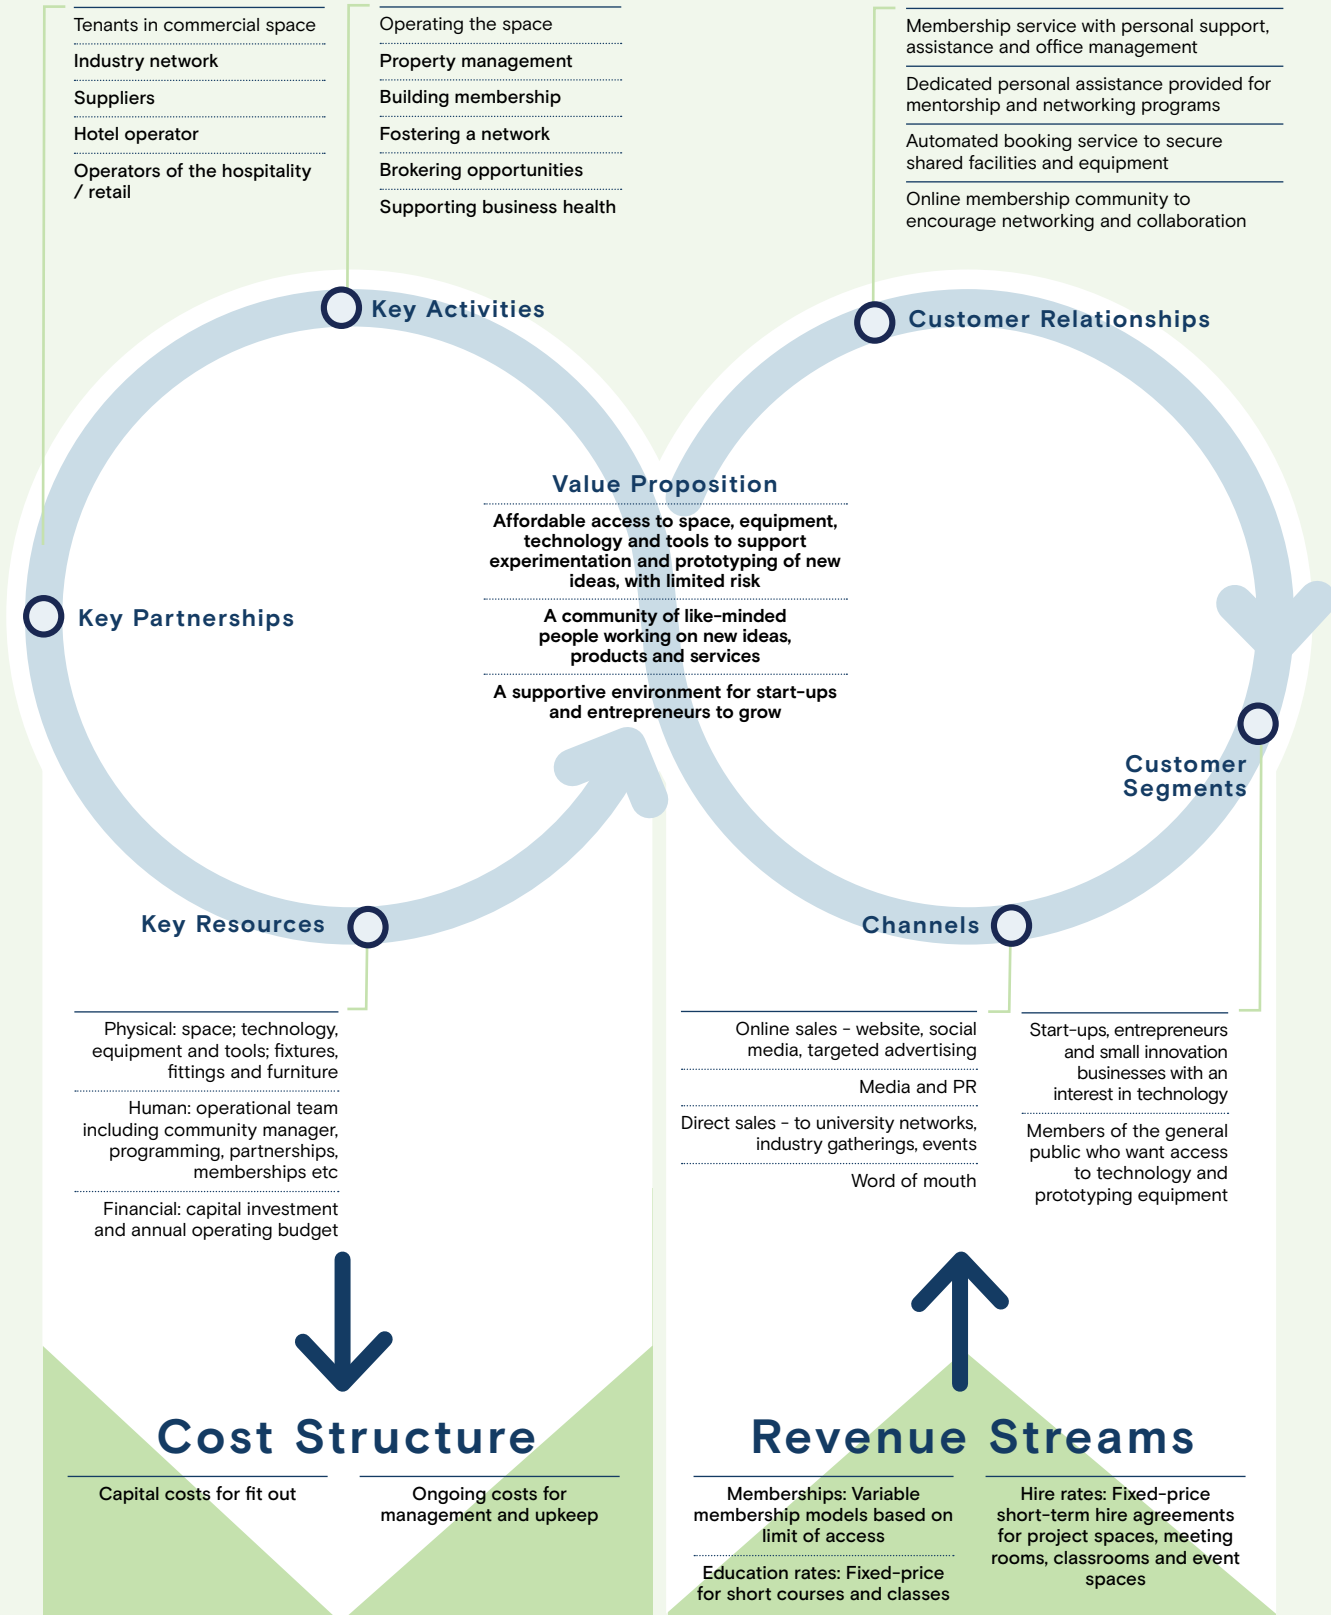 Tenants in commercial space
Industry network
Suppliers
Hotel operator
Operators of the hospitality
/ retail
Operating the space
Property management
Building membership
Fostering a network
Brokering opportunities
Supporting business health
Membership service with personal support,
assistance and office management
Dedicated personal assistance provided for
mentorship and networking programs
Automated booking service to secure
shared facilities and equipment
Online membership community to
encourage networking and collaboration
Key Activities
Customer Relationships
Value Proposition
Affordable access to space, equipment,
technology and tools to support
experimentation and prototyping of new
ideas, with limited risk
A community of like-minded
people working on new ideas,
products and services
A supportive environment for start-ups
and entrepreneurs to grow
Key Partnerships
Customer
Segments
Key Resources
Channels
Physical: space; technology,
equipment and tools; fixtures,
fittings and furniture
Human: operational team
including community manager,
programming, partnerships,
memberships etc
Financial: capital investment
and annual operating budget
Online sales - website, social
media, targeted advertising
Media and PR
Direct sales - to university networks,
industry gatherings, events
Word of mouth
Start-ups, entrepreneurs
and small innovation
businesses with an
interest in technology
Members of the general
public who want access
to technology and
prototyping equipment
Cost Structure
Capital costs for fit out
Ongoing costs for
management and upkeep
Revenue Streams
Memberships: Variable
membership models based on
limit of access
Education rates: Fixed-price
for short courses and classes
Hire rates: Fixed-price
short-term hire agreements
for project spaces, meeting
rooms, classrooms and event
spaces